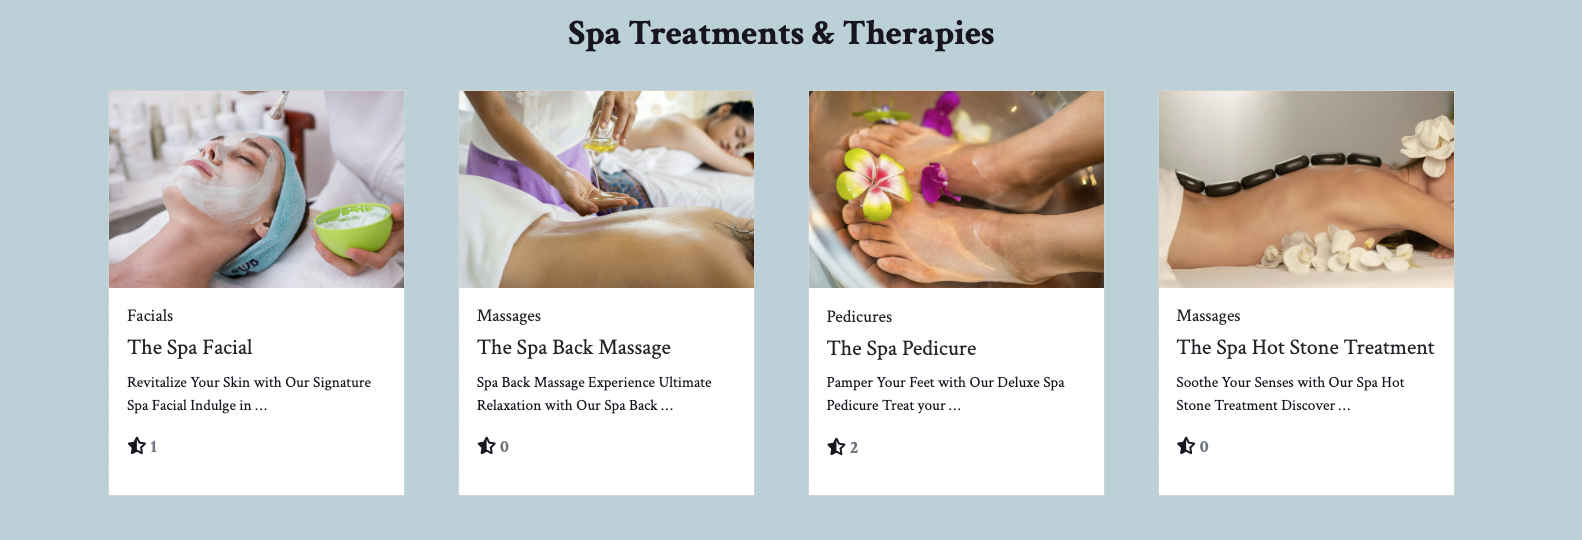 Spa Treatments & Therapies
Facials
The Spa Facial
Revitalize Your Skin with Our Signature
Spa Facial Indulge in …
1
Massages
The Spa Back Massage
Spa Back Massage Experience Ultimate
Relaxation with Our Spa Back …
0
Pedicures
The Spa Pedicure
Pamper Your Feet with Our Deluxe Spa
Pedicure Treat your …
2
Massages
The Spa Hot Stone Treatment
Soothe Your Senses with Our Spa Hot
Stone Treatment Discover …
0